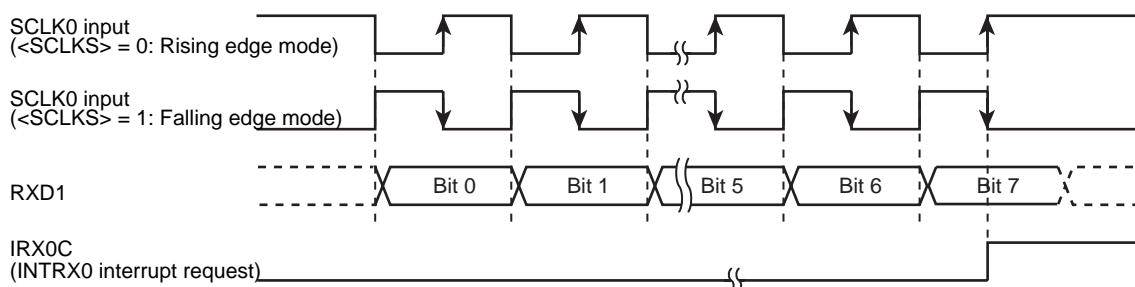 SCLK0 input
(<SCLKS> = 0: Rising edge mode)
SCLK0 input
(<SCLKS> = 1: Falling edge mode)
RXD1
Bit 0
Bit 1
Bit 5
Bit 6
Bit 7
IRX0C
(INTRX0 interrupt request)